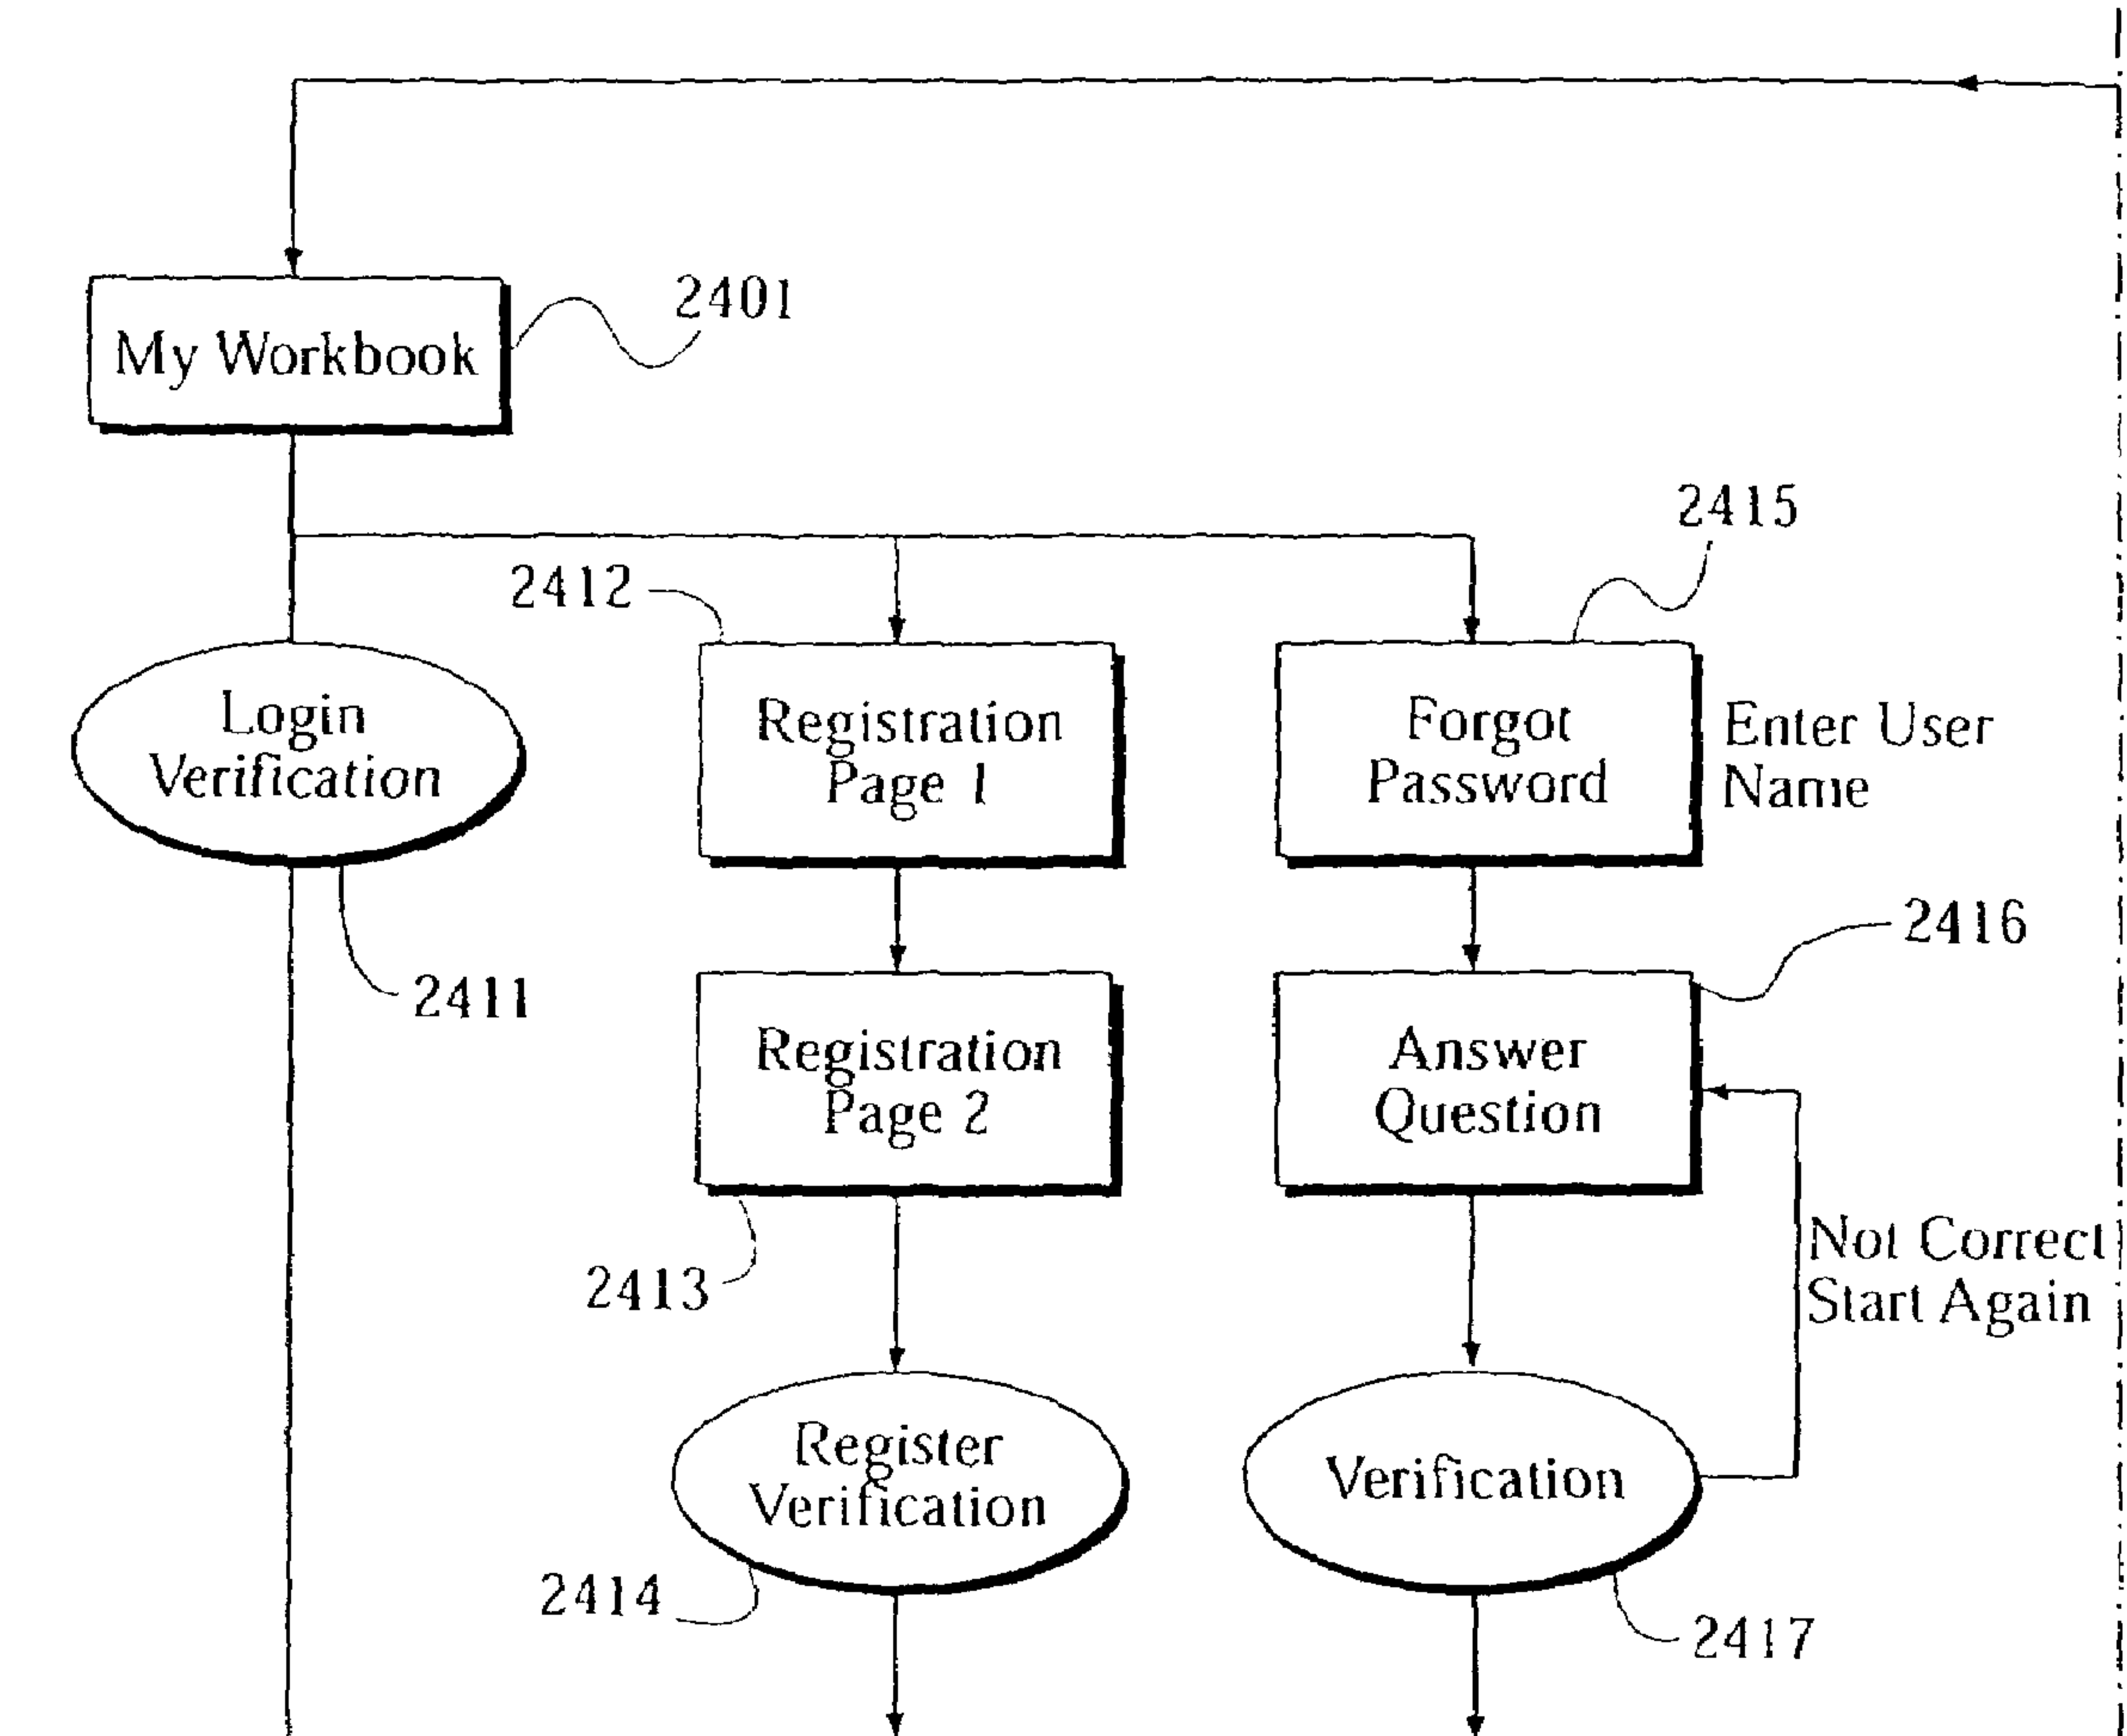 2401
My Workbook
2415
2412
Login
Verification
Registration
Page 1
Forgot
Password
Enter User
Name
2416
2411
Registration
Page 2
Answer
Question
2413
Not Correct
Start Again
Register
Verification
Verification
2414
2417